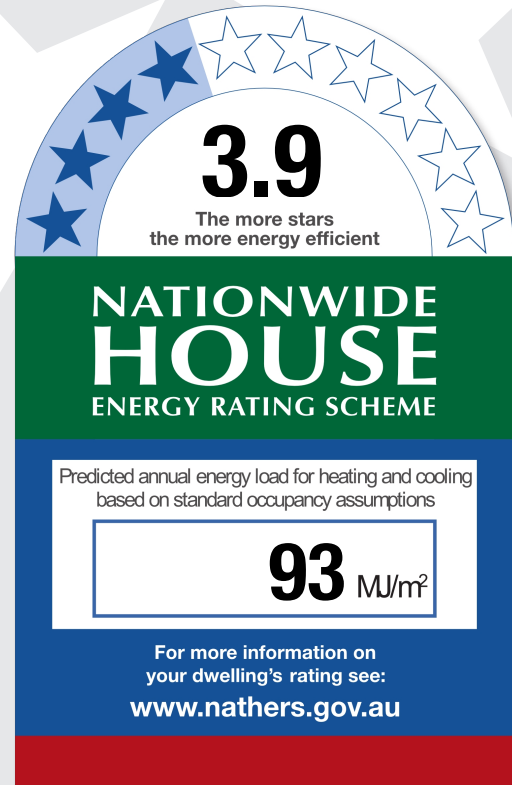 3.9
The more stars
the more energy efficient
NATIONWIDE
HOUSE
ENERGY RATING SCHEME
Predicted annual energy load for heating and cooling
based on standard occupancy assumptions
93 MJ/m²
For more information on
your dwelling's rating see:
www.nathers.gov.au